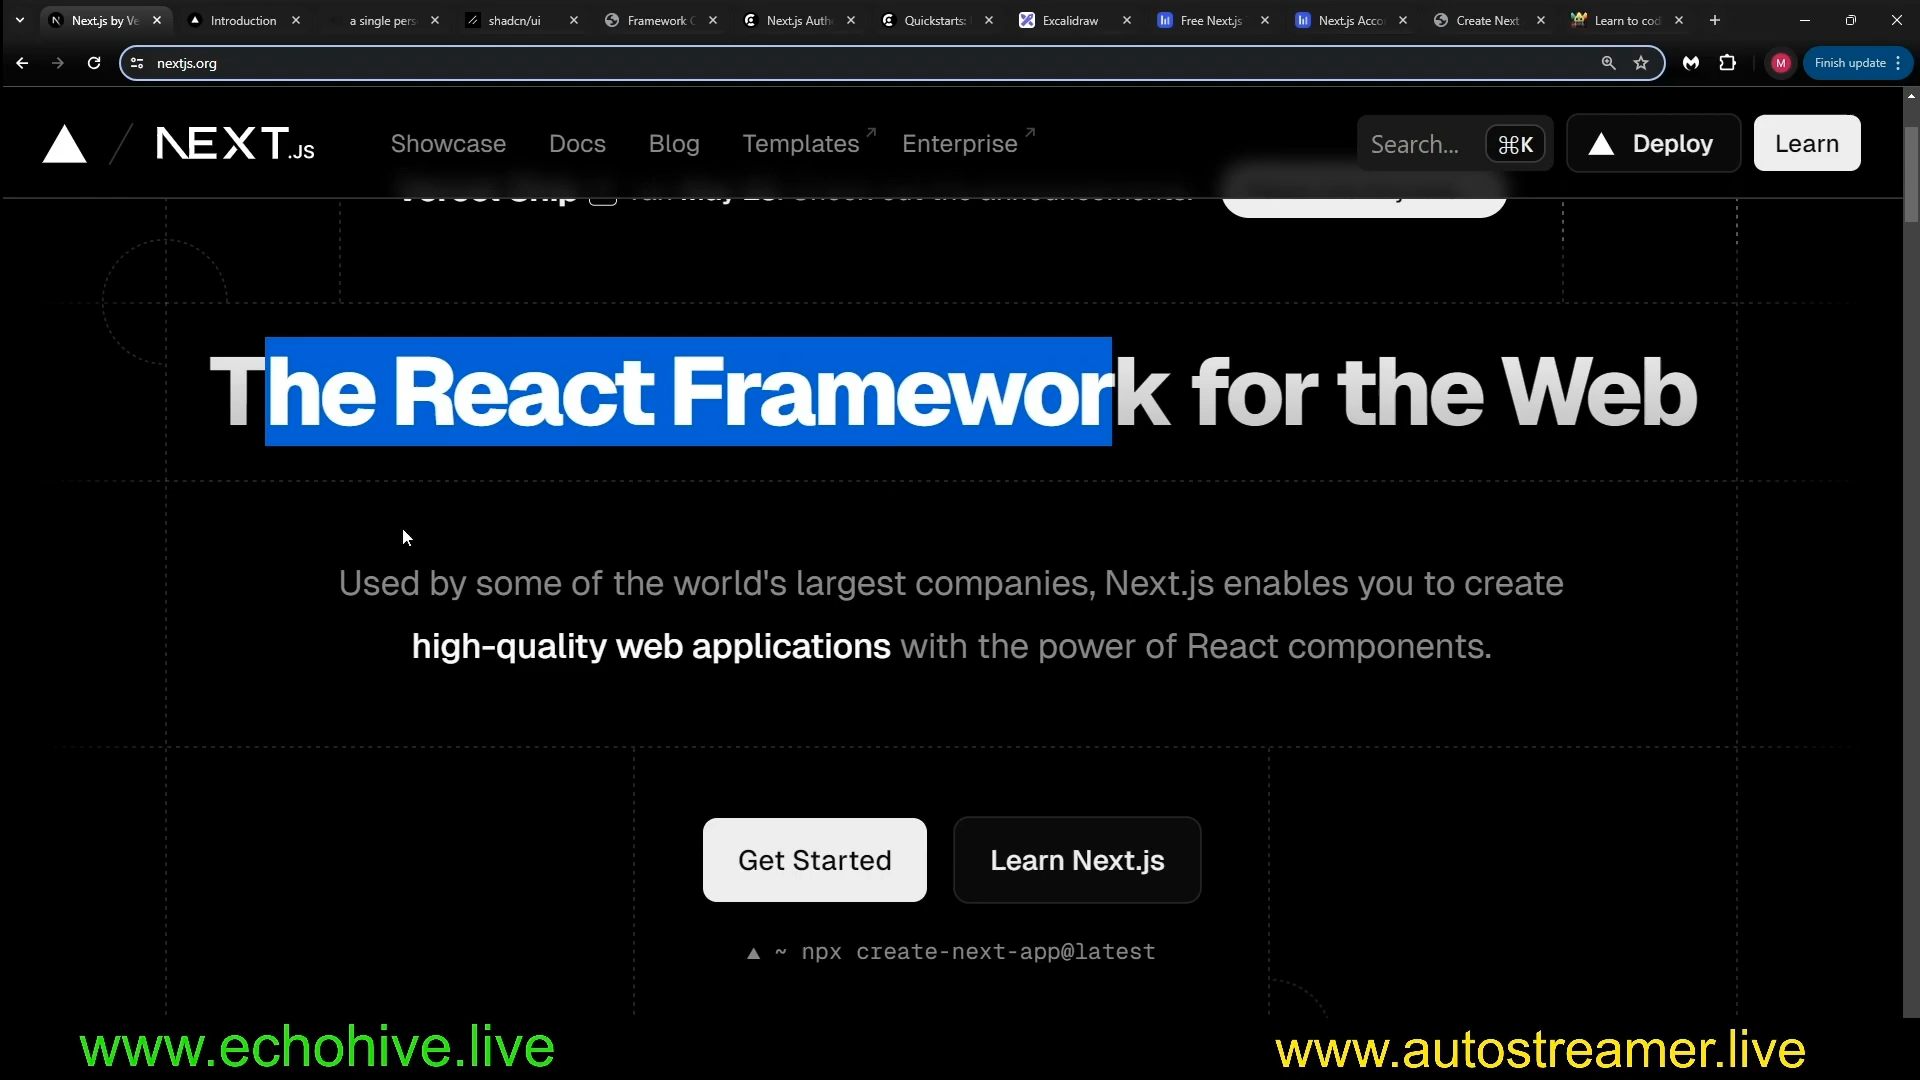 Next.js by Ve
Introduction
a single pers
shadcn/ui
Framework C
Next.js Auth
Quickstarts:
Excalidraw
Free Next.js
Next.js Acco
Create Next
Learn to cod
nextjs.org
M
Finish update
NEXT.JS
Showcase
Docs
Blog
Templates
Enterprise
Search...
⌘K
Deploy
Learn
The React Framework for the Web
Used by some of the world's largest companies, Next.js enables you to create
high-quality web applications with the power of React components.
Get Started
Learn Next.js
▲ ~ npx create-next-app@latest
www.echohive.live
www.autostreamer.live